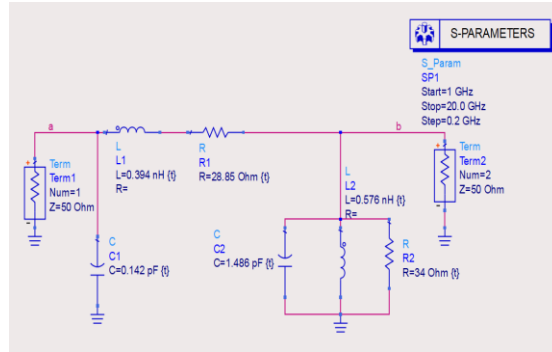 S-PARAMETERS
S_Param
SP1
Start=1 GHz
Stop=20.0 GHz
Step=0.2 GHz
a
b
L
L1
L=0.394 nH {t}
R=
R
R1
R=28.85 Ohm {t}
Term
Term1
Num=1
Z=50 Ohm
Term
Term2
Num=2
Z=50 Ohm
L
L2
L=0.576 nH {t}
R=
C
C1
C=0.142 pF {t}
C
C2
C=1.486 pF {t}
R
R2
R=34 Ohm {t}